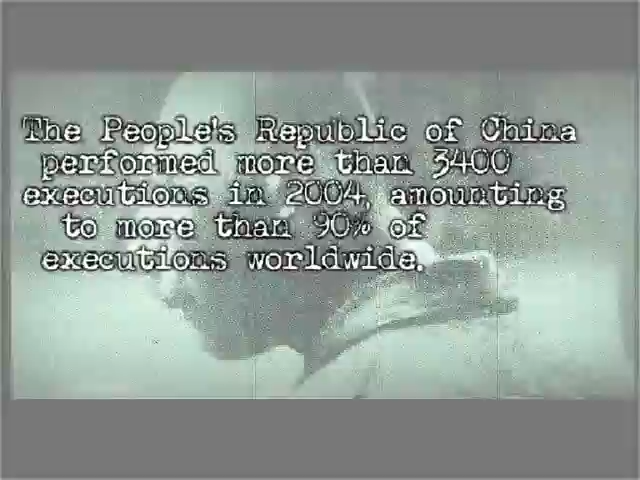 The People's Republic of China
performed more than 3400
executions in 2004, amounting
to more than 90% of
executions worldwide.